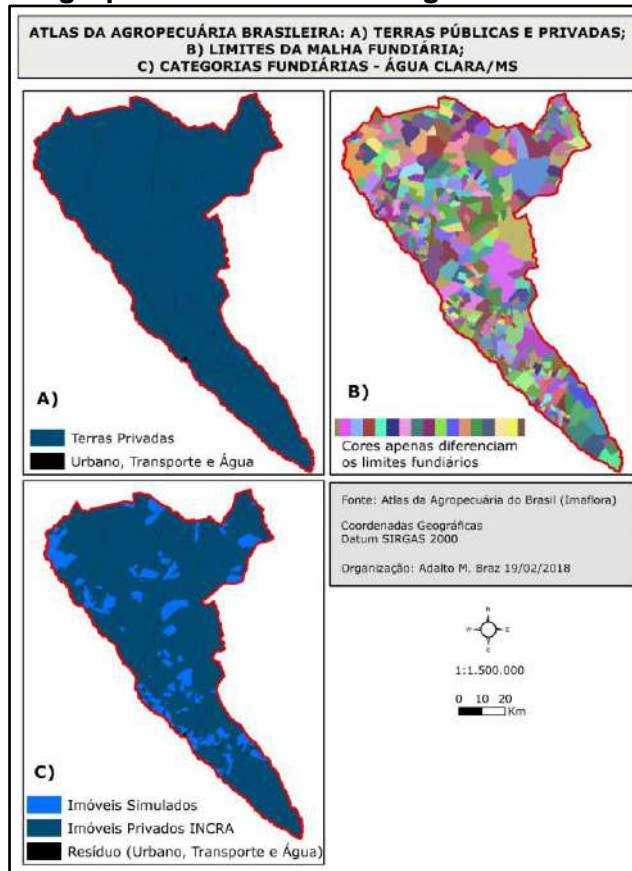 ATLAS DA AGROPECUÁRIA BRASILEIRA: A) TERRAS PÚBLICAS E PRIVADAS;
B) LIMITES DA MALHA FUNDIÁRIA;
C) CATEGORIAS FUNDIÁRIAS - ÁGUA CLARA/MS
A)
Terras Privadas
Urbano, Transporte e Água
B)
Cores apenas diferenciam
os limites fundiários
C)
Imóveis Simulados
Imóveis Privados INCRA
Resíduo (Urbano, Transporte e Água)
Fonte: Atlas da Agropecuária do Brasil (Imaflora)
Coordenadas Geográficas
Datum SIRGAS 2000
Organização: Adalto M. Braz 19/02/2018
N
W E
1:1.500.000
0 10 20
Km